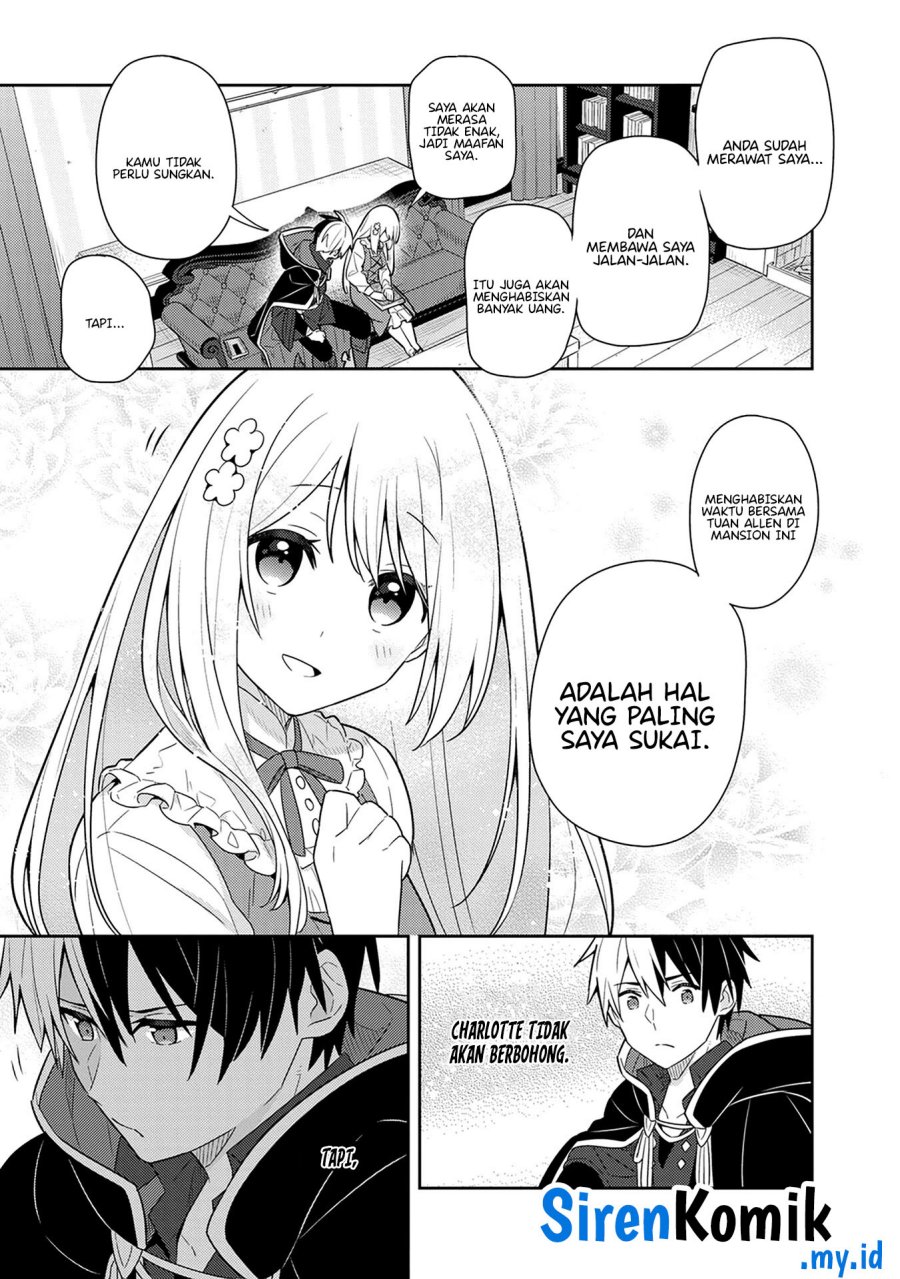 ANDA SUDAH
MERAWAT SAYA...
DAN
MEMBAWA SAYA
JALAN-JALAN.
ITU JUGA AKAN
MENGHABISKAN
BANYAK UANG.
SAYA AKAN
MERASA
TIDAK ENAK,
JADI MAAFAN
SAYA.
KAMU TIDAK
PERLU SUNGKAN.
TAPI...
MENGHABISKAN
WAKTU BERSAMA
TUAN ALLEN DI
MANSION INI
ADALAH HAL
YANG PALING
SAYA SUKAI.
CHARLOTTE TIDAK
AKAN BERBOHONG.
TAPI,
SirenKomik
.my.id